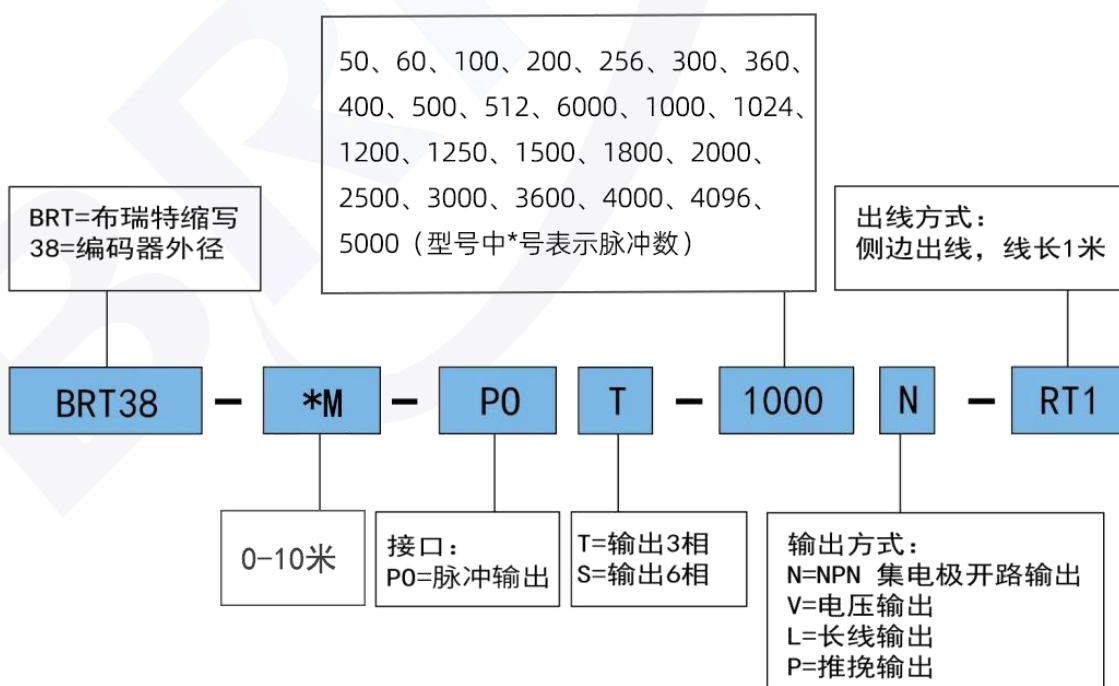 50、60、100、200、256、300、360、
400、500、512、6000、1000、1024、
1200、1250、1500、1800、2000、
2500、3000、3600、4000、4096、
5000（型号中*号表示脉冲数）
BRT=布瑞特缩写
38=编码器外径
出线方式：
侧边出线，线长1米
BRT38 - *M - PO T - 1000 N - RT1
0-10米
接口：
PO=脉冲输出
T=输出3相
S=输出6相
输出方式：
N=NPN 集电极开路输出
V=电压输出
L=长线输出
P=推挽输出
BRT